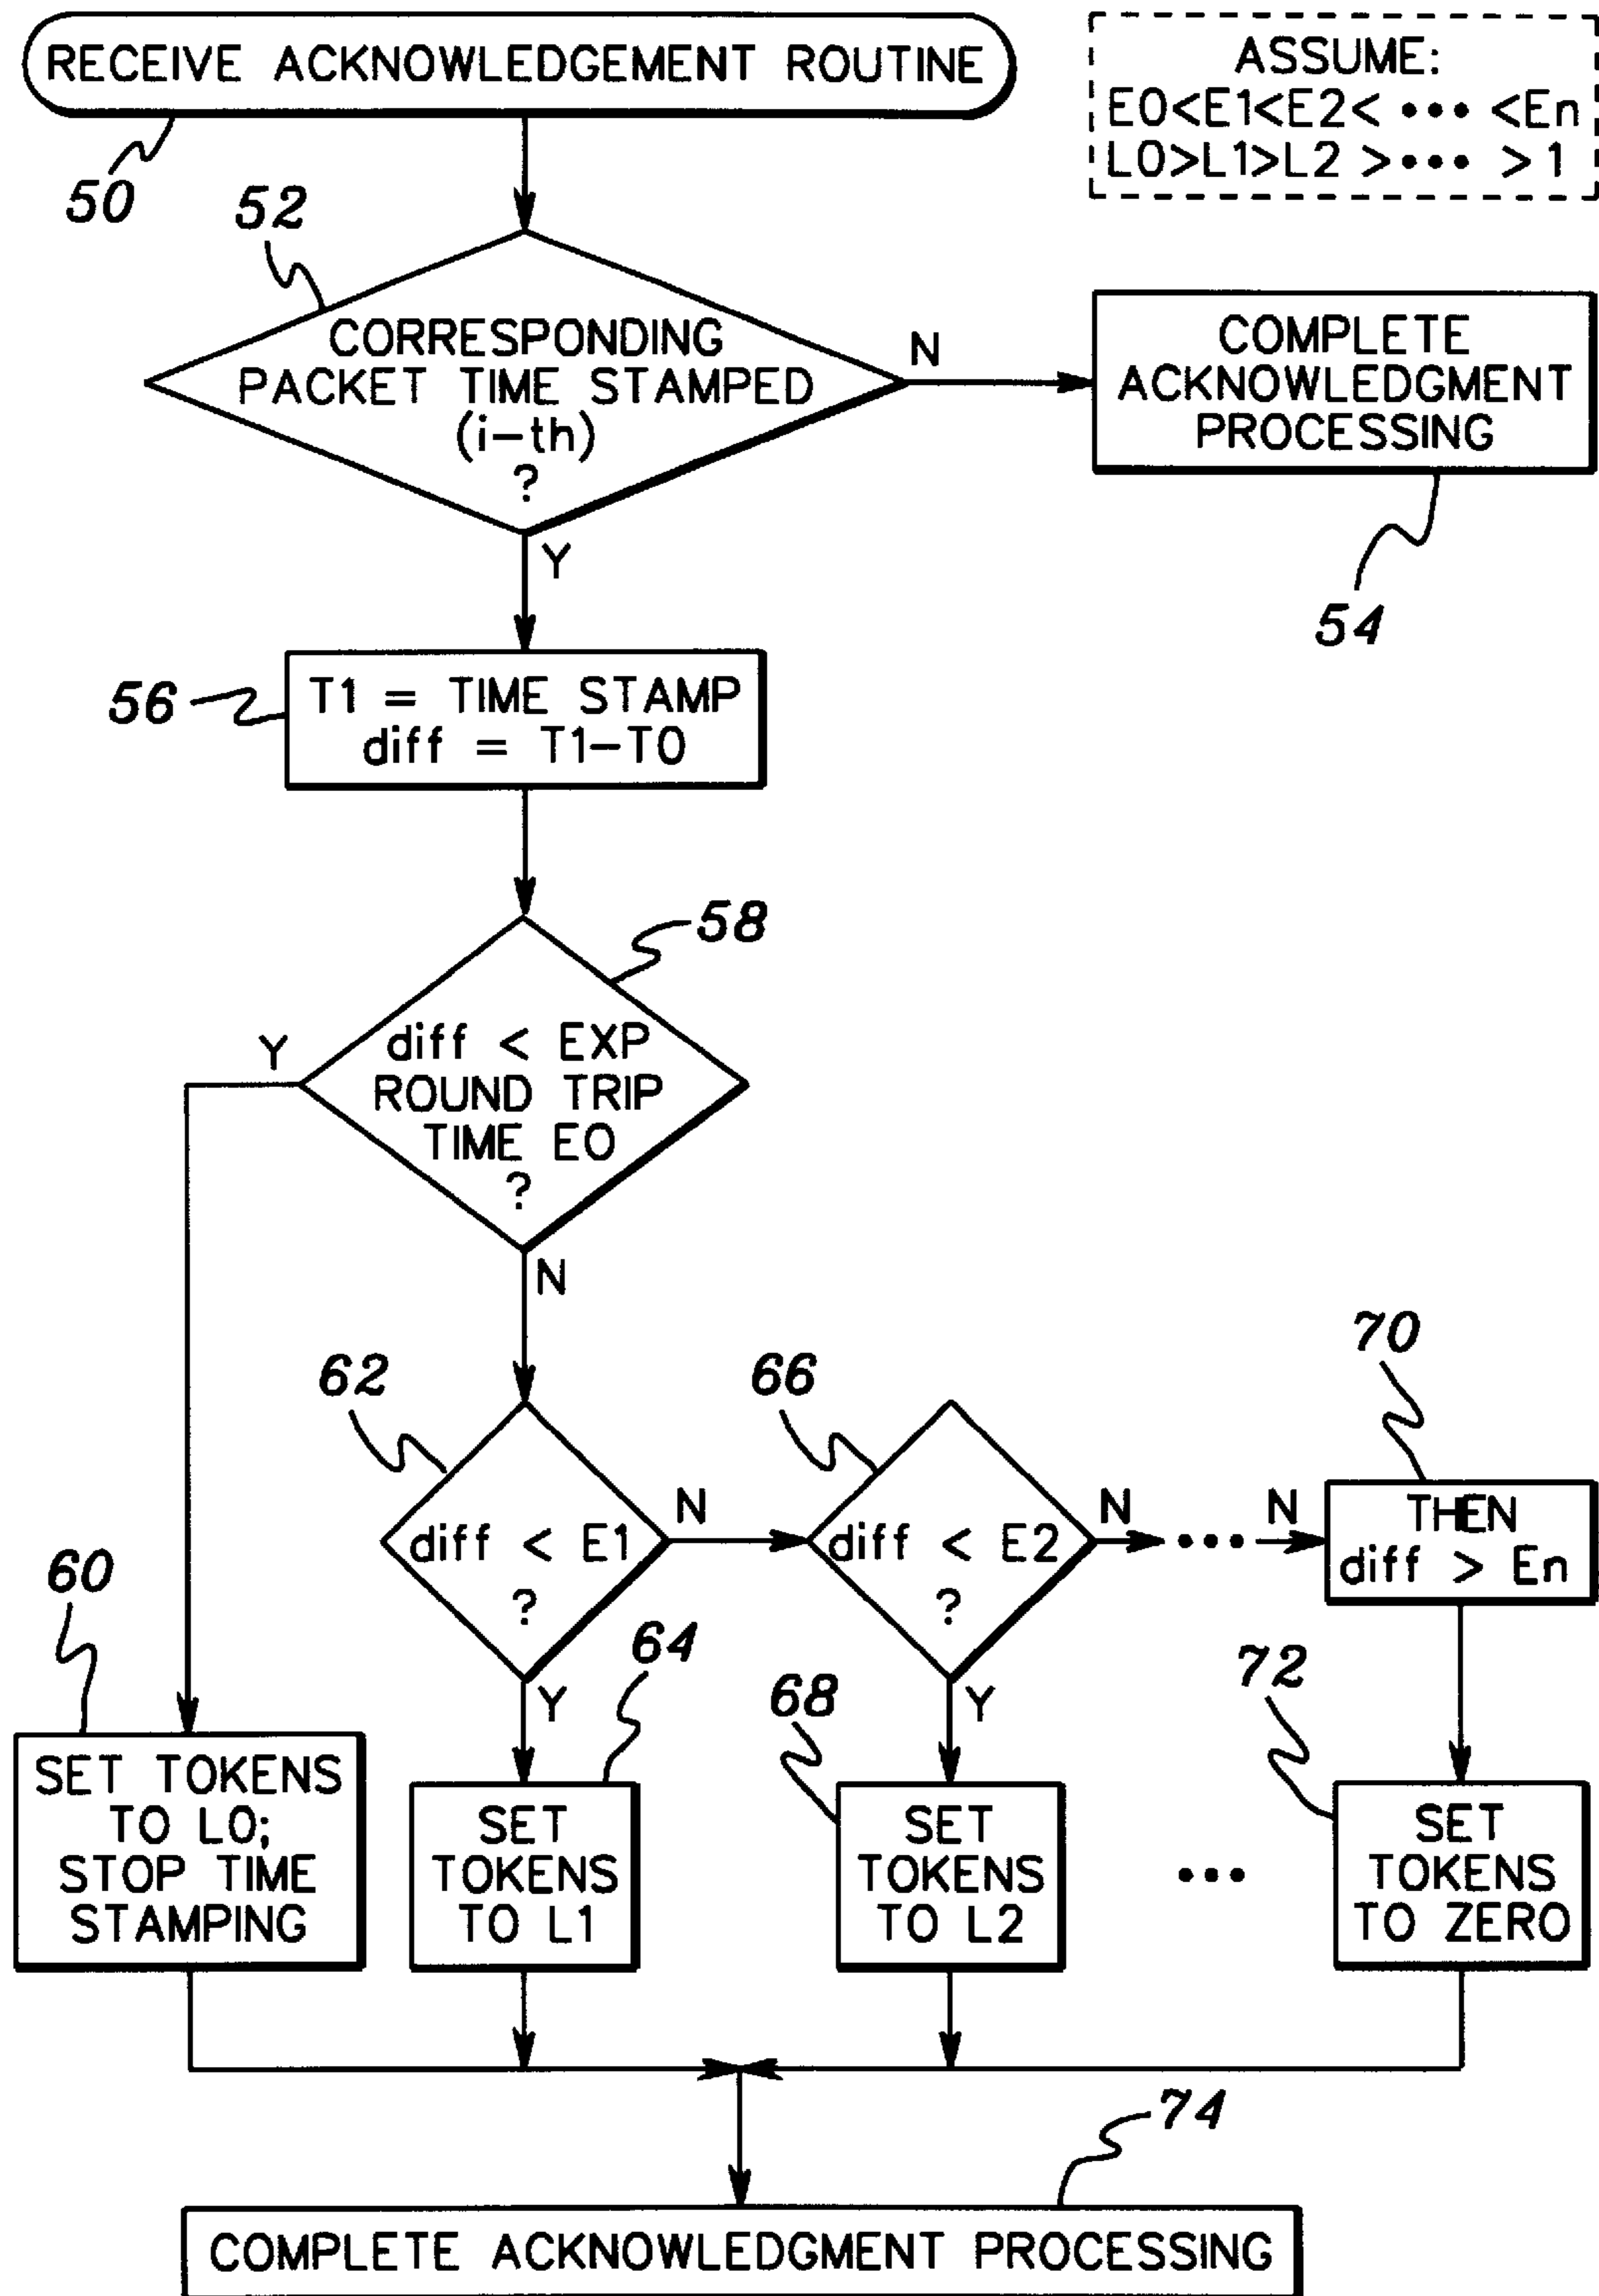 RECEIVE ACKNOWLEDGEMENT ROUTINE
50
ASSUME:
E0<E1<E2< ••• <En
L0>L1>L2 >••• >1
52
CORRESPONDING
PACKET TIME STAMPED
(i-th)
?
N
COMPLETE
ACKNOWLEDGMENT
PROCESSING
54
Y
56
T1 = TIME STAMP
diff = T1-T0
58
Y
diff < EXP
ROUND TRIP
TIME E0
?
N
62
diff < E1
?
N
66
diff < E2
?
N ••• N
70
THEN
diff > En
60
SET TOKENS
TO L0;
STOP TIME
STAMPING
Y
64
SET
TOKENS
TO L1
Y
68
SET
TOKENS
TO L2
•••
72
SET
TOKENS
TO ZERO
74
COMPLETE ACKNOWLEDGMENT PROCESSING